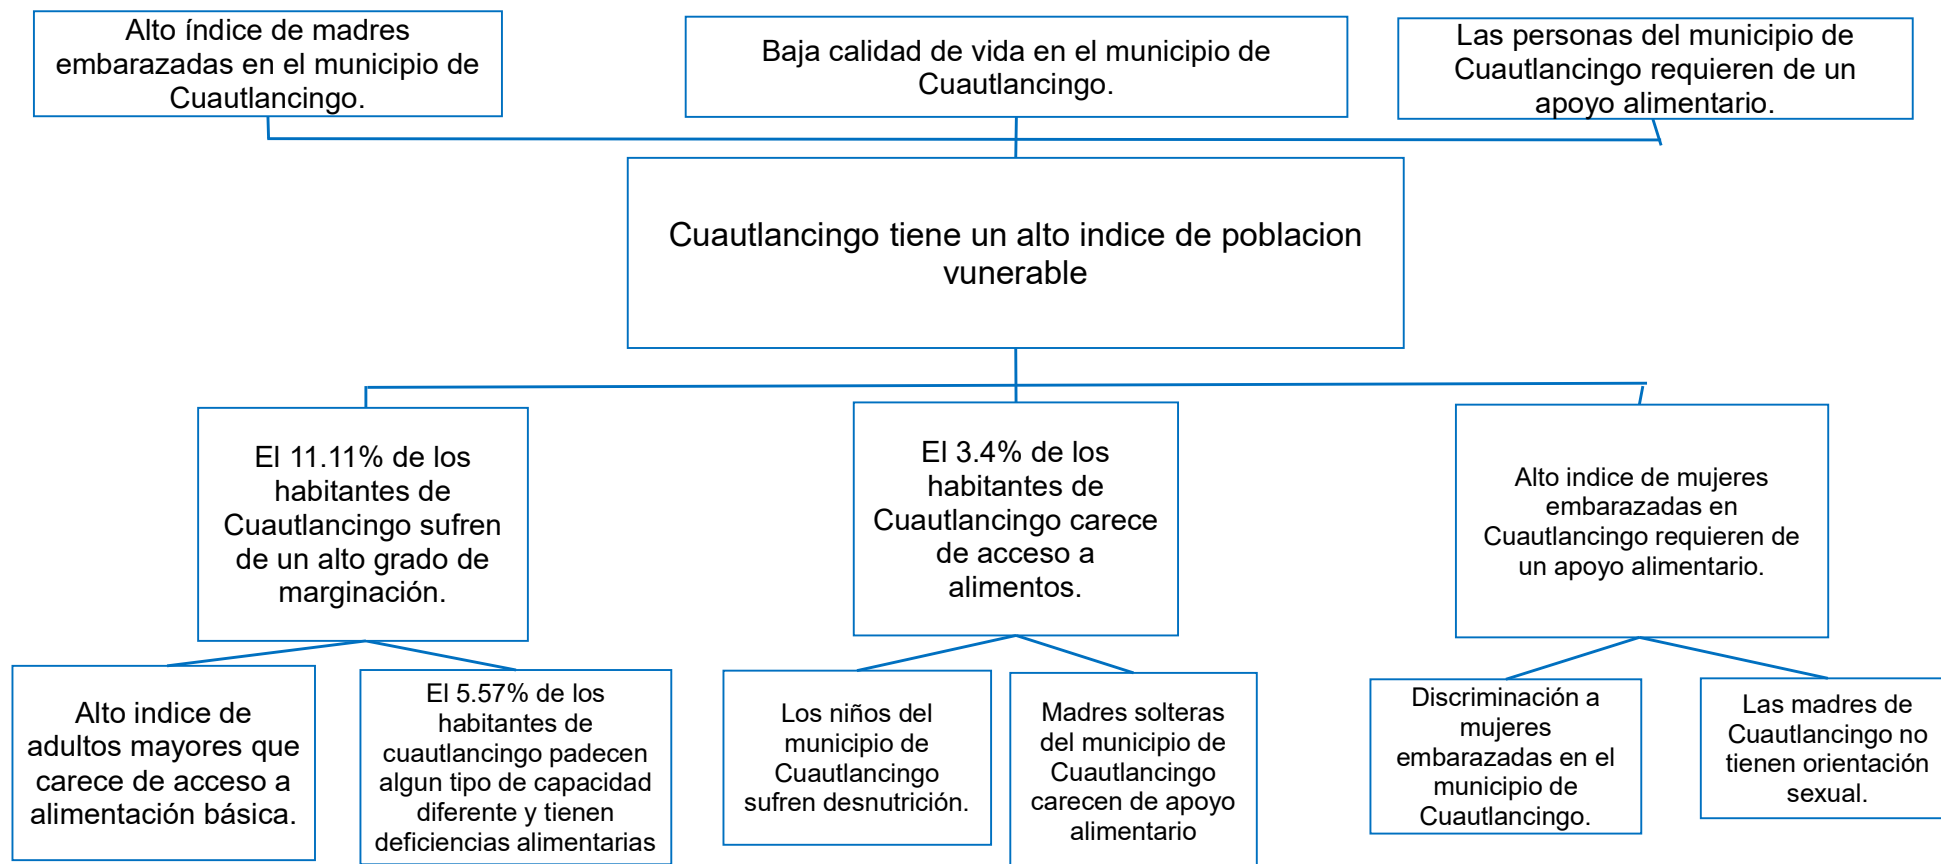 Alto índice de madres
embarazadas en el municipio de
Cuautlancingo.
Baja calidad de vida en el municipio de
Cuautlancingo.
Las personas del municipio de
Cuautlancingo requieren de un
apoyo alimentario.
Cuautlancingo tiene un alto indice de poblacion
vunerable
El 11.11% de los
habitantes de
Cuautlancingo sufren
de un alto grado de
marginación.
El 3.4% de los
habitantes de
Cuautlancingo carece
de acceso a
alimentos.
Alto indice de mujeres
embarazadas en
Cuautlancingo requieren de
un apoyo alimentario.
Alto indice de
adultos mayores que
carece de acceso a
alimentación básica.
El 5.57% de los
habitantes de
cuautlancingo padecen
algun tipo de capacidad
diferente y tienen
deficiencias alimentarias
Los niños del
municipio de
Cuautlancingo
sufren desnutrición.
Madres solteras
del municipio de
Cuautlancingo
carecen de apoyo
alimentario
Discriminación a
mujeres
embarazadas en el
municipio de
Cuautlancingo.
Las madres de
Cuautlancingo no
tienen orientación
sexual.